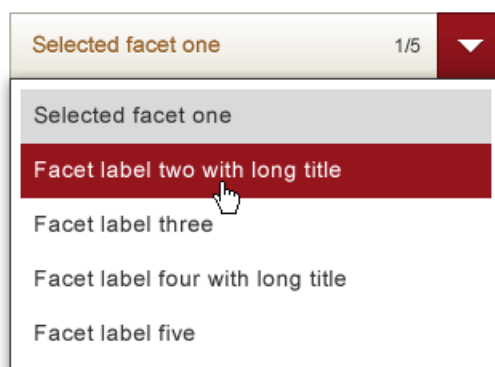 Selected facet one 1/5
Selected facet one
Facet label two with long title
Facet label three
Facet label four with long title
Facet label five